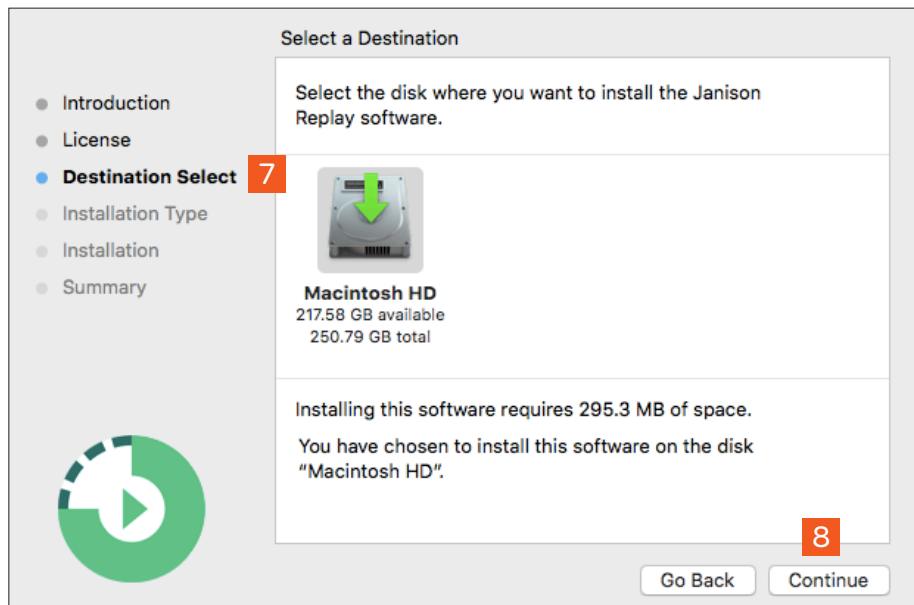 Select a Destination
Introduction
License
Destination Select
7
Installation Type
Installation
Summary
Select the disk where you want to install the Janison
Replay software.
Macintosh HD
217.58 GB available
250.79 GB total
Installing this software requires 295.3 MB of space.
You have chosen to install this software on the disk
“Macintosh HD”.
8
Go Back
Continue